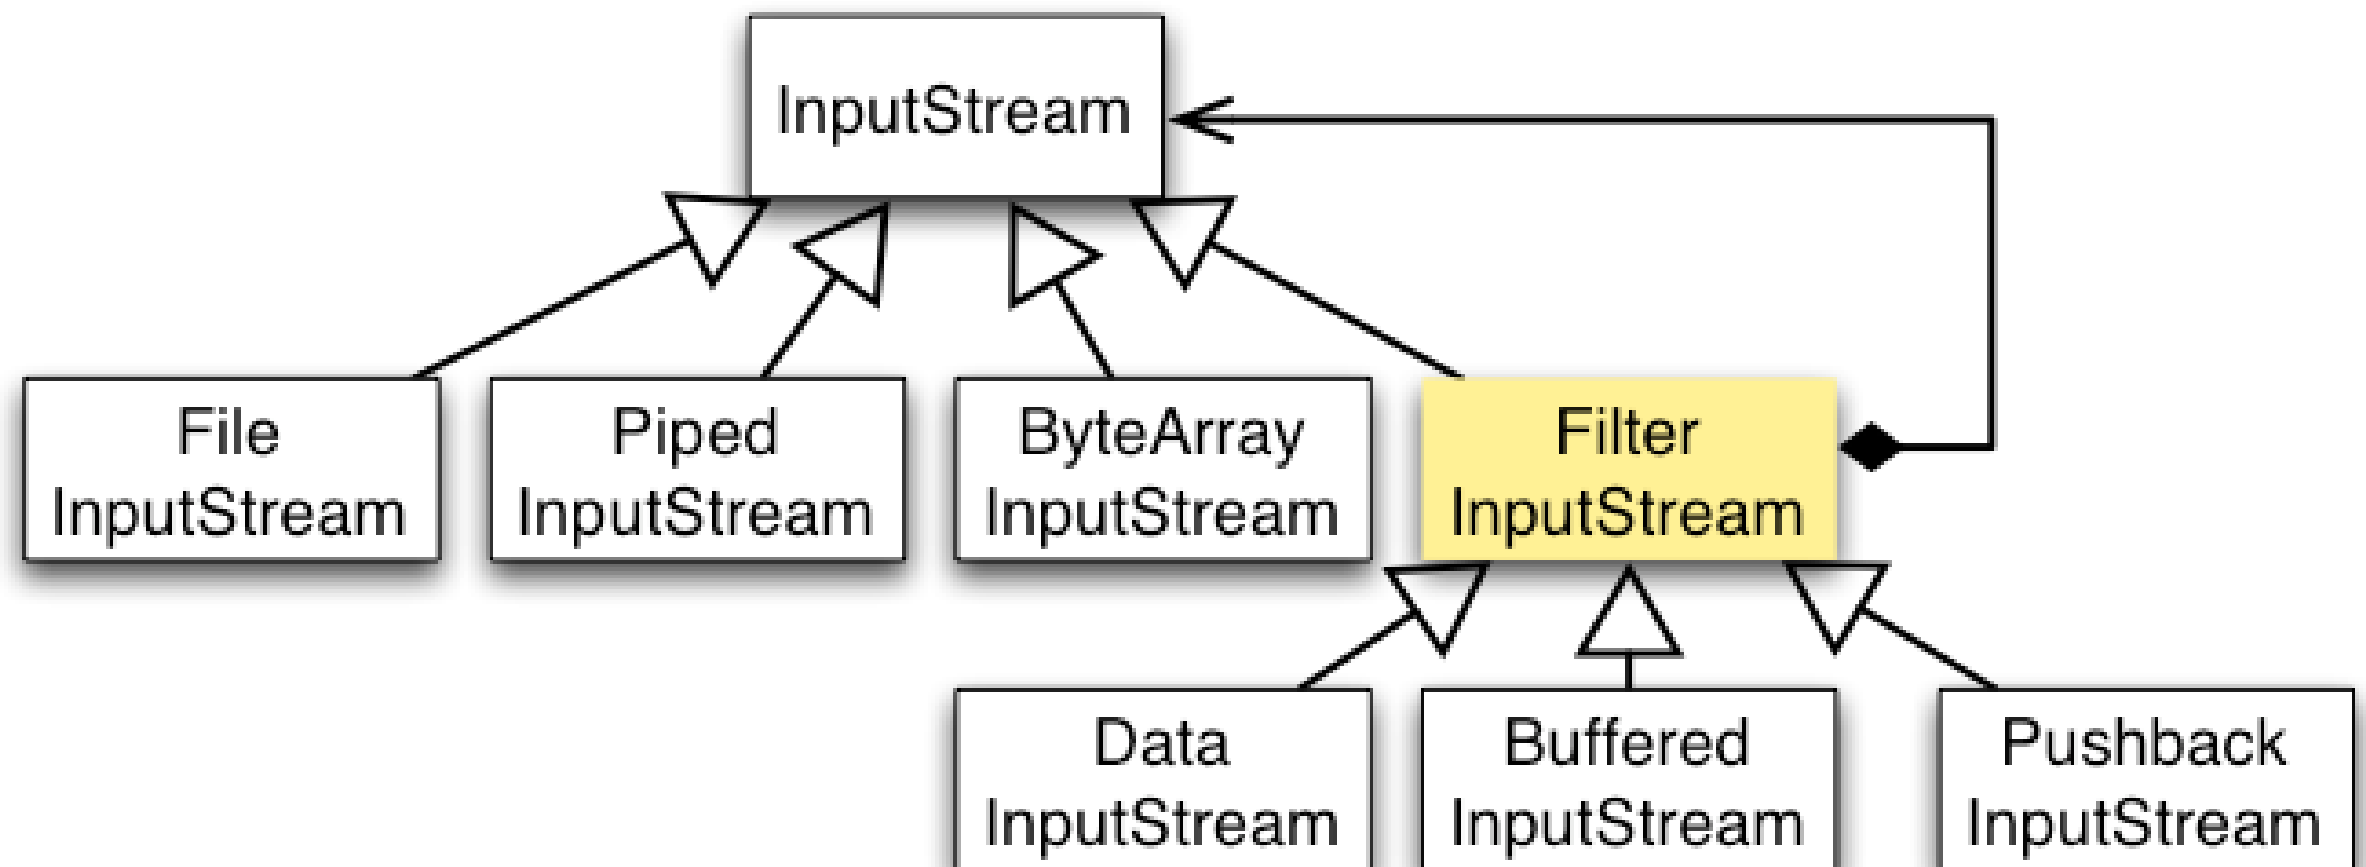 InputStream
File
InputStream
Piped
InputStream
ByteArray
InputStream
Filter
InputStream
Data
InputStream
Buffered
InputStream
Pushback
InputStream